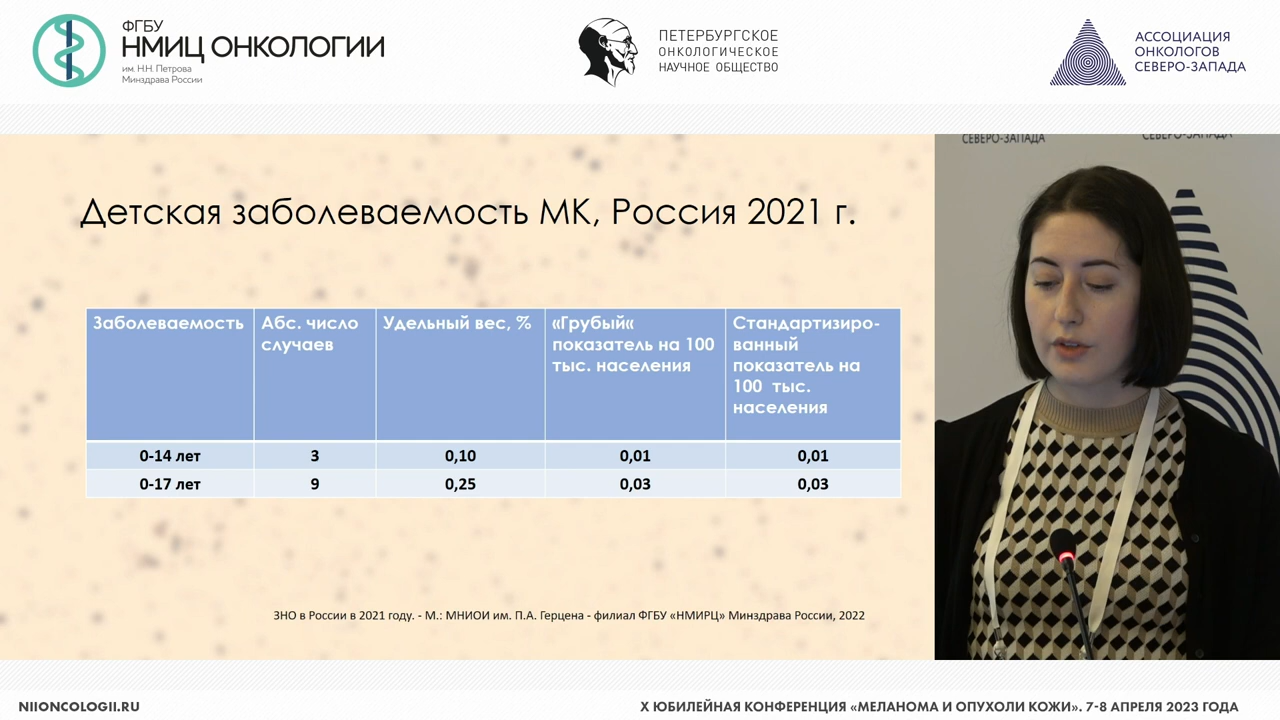 ФГБУ
НМИЦ ОНКОЛОГИИ
им. Н.Н. Петрова
Минздрава России
ПЕТЕРБУРГСКОЕ
ОНКОЛОГИЧЕСКОЕ
НАУЧНОЕ ОБЩЕСТВО
АССОЦИАЦИЯ
ОНКОЛОГОВ
СЕВЕРО-ЗАПАДА
СЕВЕРО-ЗАПАДА
СЕВЕРО-ЗАПАДА
Детская заболеваемость МК, Россия 2021 г.
Заболеваемость
Абс. число
случаев
Удельный вес, %
«Грубый«
показатель на 100
тыс. населения
Стандартизиро-
ванный
показатель на
100 тыс.
населения
0-14 лет 3 0,10 0,01 0,01
0-17 лет 9 0,25 0,03 0,03
ЗНО в России в 2021 году. - М.: МНИОИ им. П.А. Герцена - филиал ФГБУ «НМИРЦ» Минздрава России, 2022
NIIONCOLOGII.RU
X ЮБИЛЕЙНАЯ КОНФЕРЕНЦИЯ «МЕЛАНОМА И ОПУХОЛИ КОЖИ». 7-8 АПРЕЛЯ 2023 ГОДА